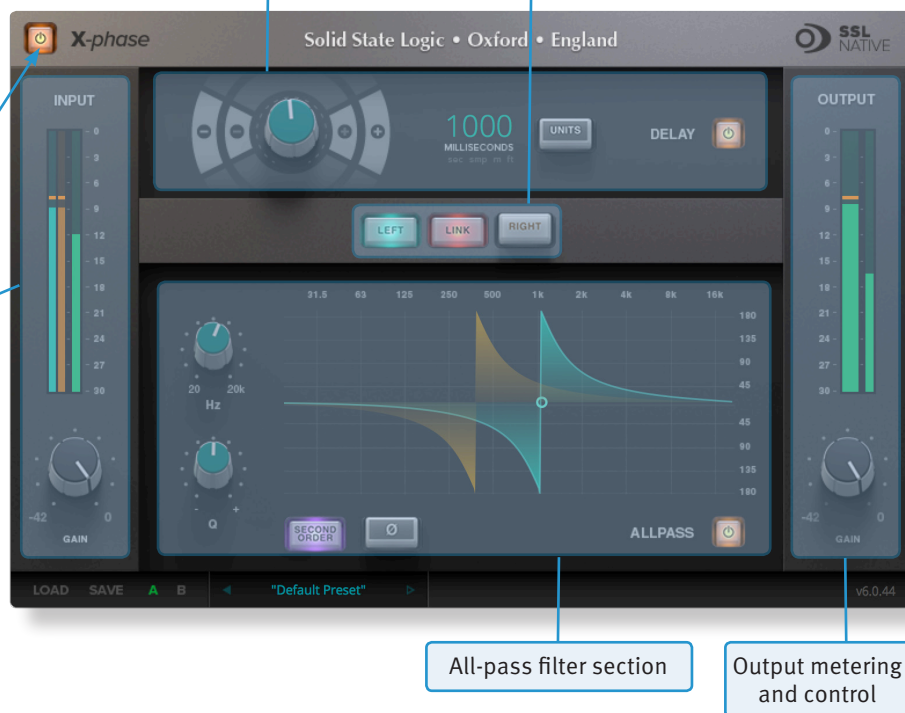 X-phase
Solid State Logic • Oxford • England
SSL
NATIVE
INPUT
0
3
6
9
12
15
18
21
24
27
30
-42 0
GAIN
1000
MILLISECONDS
sec smp m ft
UNITS
DELAY
LEFT
LINK
RIGHT
31.5 63 125 250 500 1k 2k 4k 8k 16k
180
135
90
45
45
90
135
180
20 20k
Hz
- +
Q
SECOND
ORDER
Ø
ALLPASS
OUTPUT
0
3
6
9
12
15
18
21
24
27
30
-42 0
GAIN
LOAD SAVE A B
"Default Preset"
v6.0.44
All-pass filter section
Output metering
and control